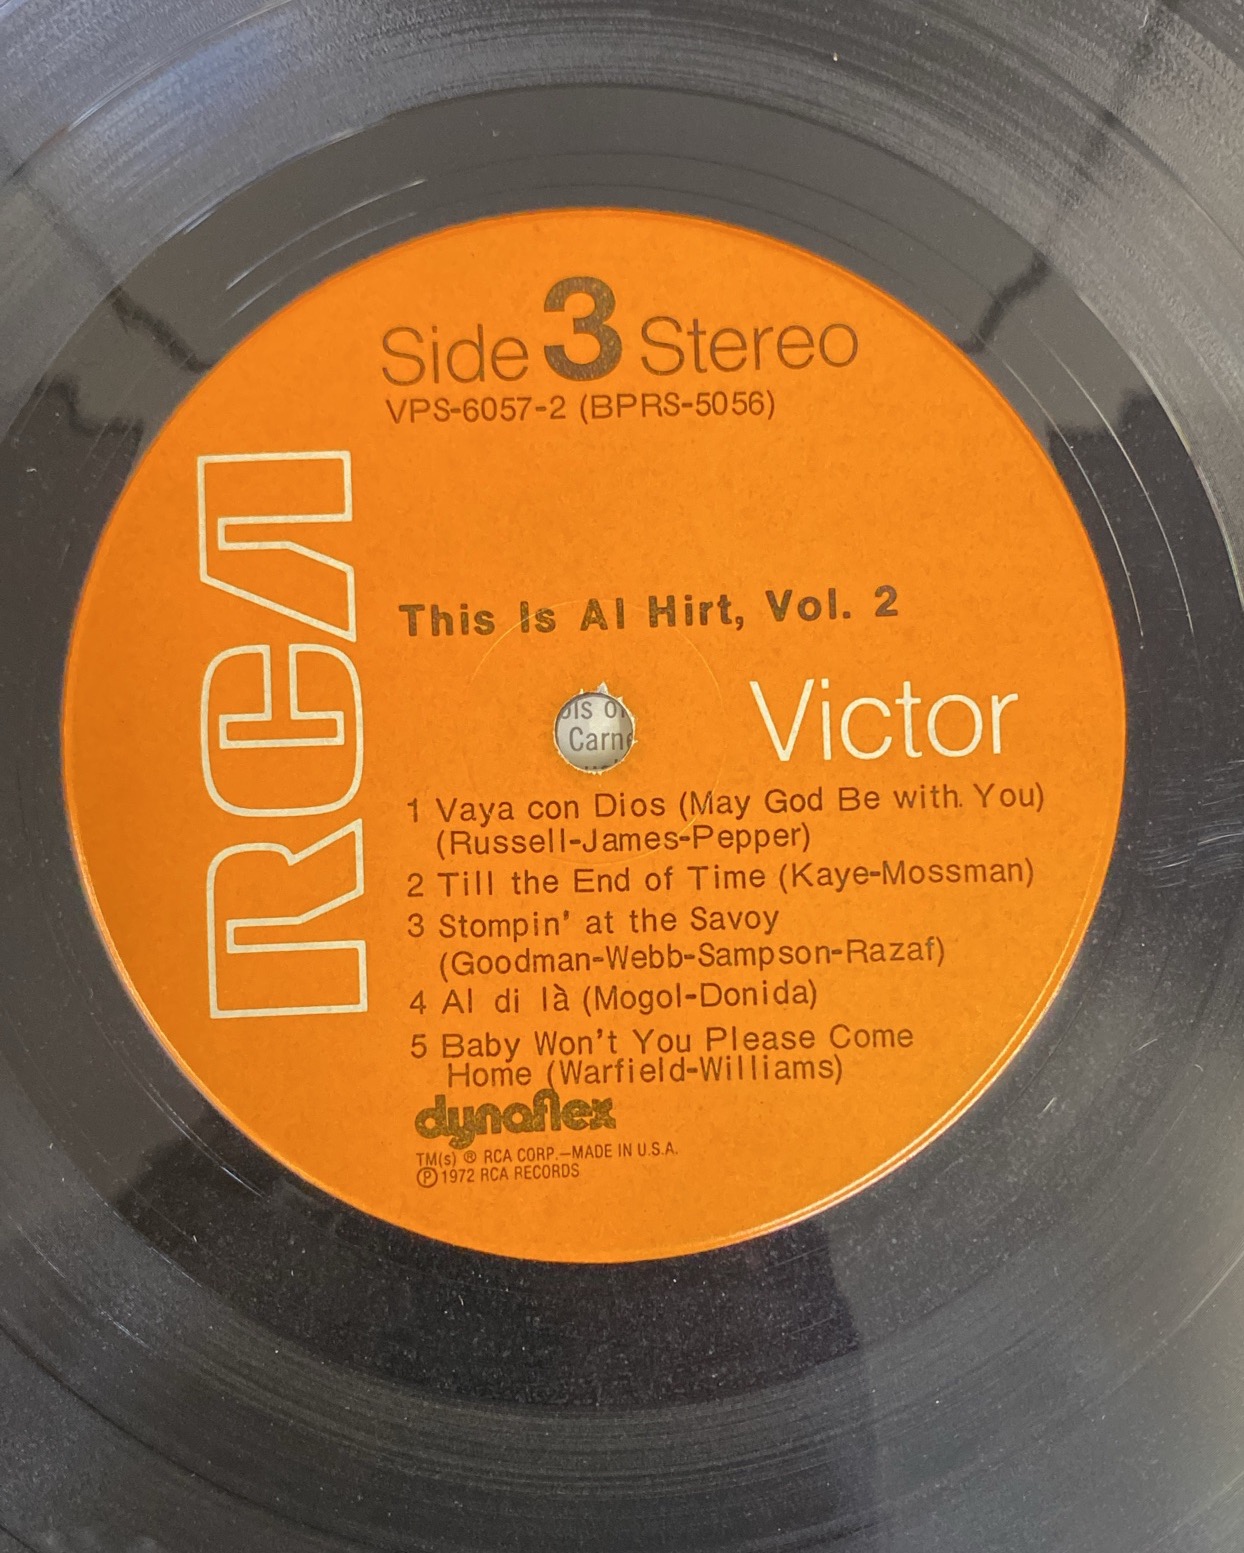 Side 3 Stereo
VPS-6057-2 (BPRS-5056)
RCA
This Is Al Hirt, Vol. 2
Victor
Carne
1 Vaya con Dios (May God Be with You)
(Russell-James-Pepper)
2 Till the End of Time (Kaye-Mossman)
3 Stompin' at the Savoy
(Goodman-Webb-Sampson-Razaf)
4 Al di là (Mogol-Donida)
5 Baby Won't You Please Come
Home (Warfield-Williams)
dynaflex
TM(s) ® RCA CORP.—MADE IN U.S.A.
℗ 1972 RCA RECORDS